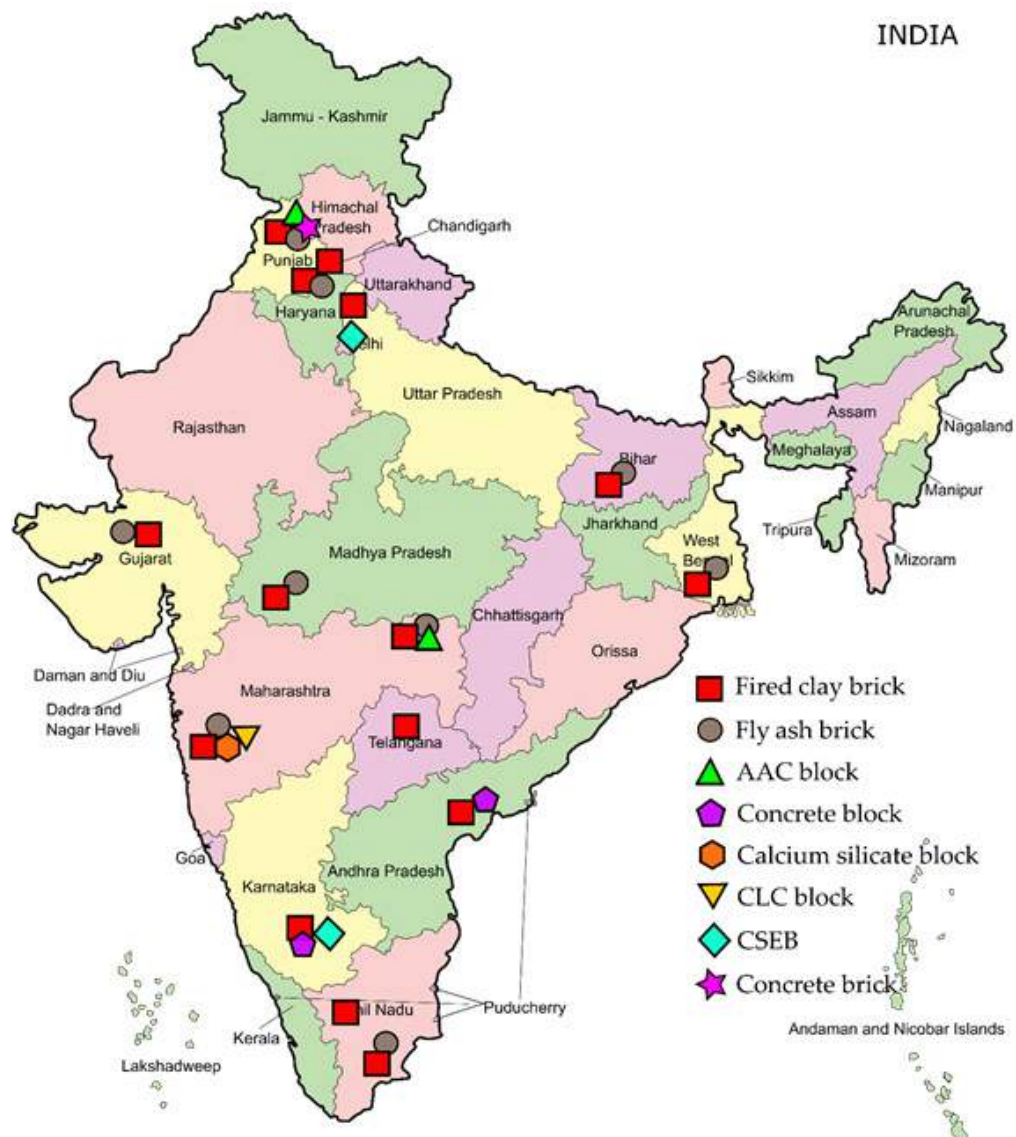 INDIA
Jammu - Kashmir
Himachal
Pradesh
Chandigarh
Punjab
Uttarakhand
Haryana
Arunachal
Pradesh
Sikkim
Uttar Pradesh
Assam
Rajasthan
Nagaland
Meghalaya
Bihar
Manipur
Jharkhand
Tripura
Gujarat
Madhya Pradesh
West
Mizoram
Chhattisgarh
Orissa
Daman and Diu
Maharashtra
Dadra and
Nagar Haveli
Telangana
Goa
Andhra Pradesh
Karnataka
Nadu
Puducherry
Kerala
Lakshadweep
Andaman and Nicobar Islands
Fired clay brick
Fly ash brick
AAC block
Concrete block
Calcium silicate block
CLC block
CSEB
Concrete brick